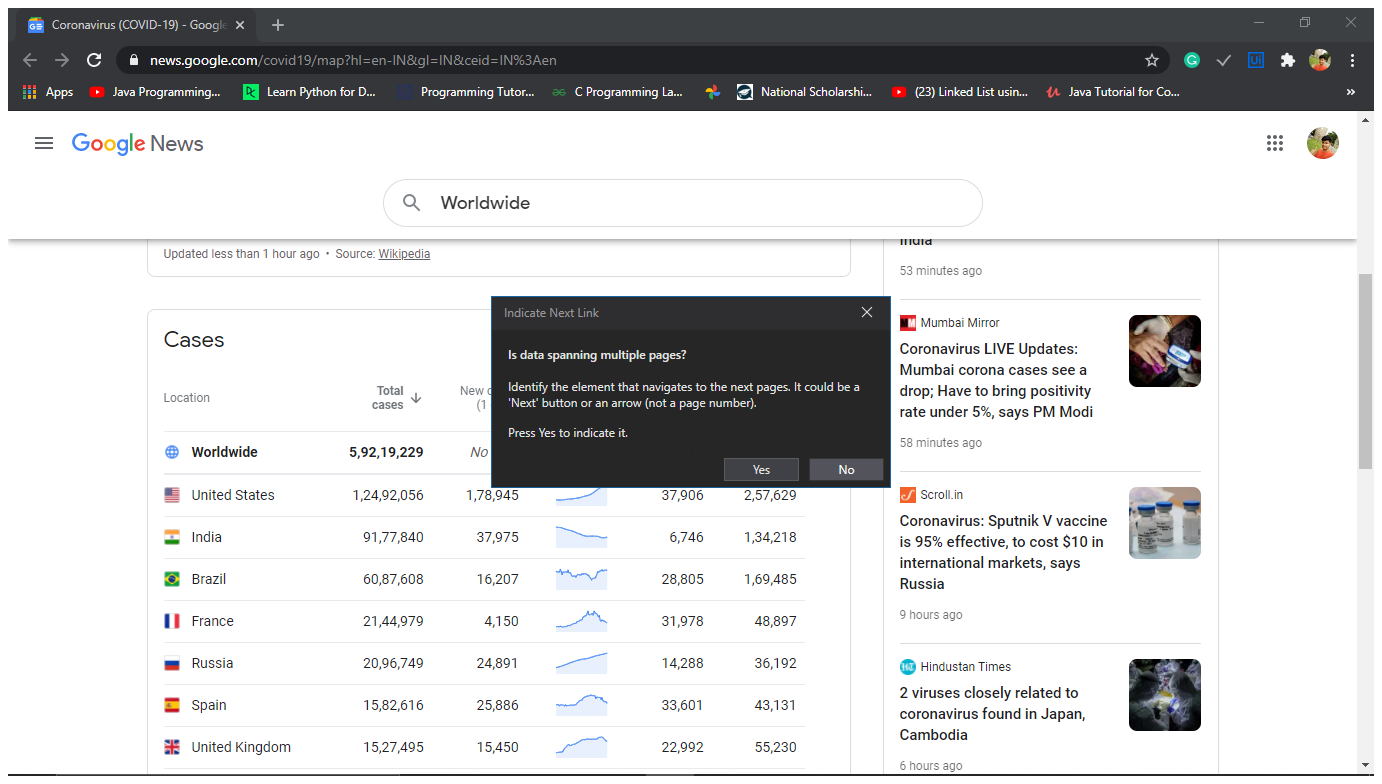 Coronavirus (COVID-19) - Google
news.google.com/covid19/map?hl=en-IN&gl=IN&ceid=IN%3Aen
Apps Java Programming... Learn Python for D... Programming Tutor... C Programming La... National Scholarshi... (23) Linked List usin... Java Tutorial for Co... »
Google News
Worldwide
Updated less than 1 hour ago • Source: Wikipedia
Cases
Location
Total
cases
New
(1
Worldwide 5,92,19,229 No
United States 1,24,92,056 1,78,945 37,906 2,57,629
India 91,77,840 37,975 6,746 1,34,218
Brazil 60,87,608 16,207 28,805 1,69,485
France 21,44,979 4,150 31,978 48,897
Russia 20,96,749 24,891 14,288 36,192
Spain 15,82,616 25,886 33,601 43,131
United Kingdom 15,27,495 15,450 22,992 55,230
Indicate Next Link
Is data spanning multiple pages?
Identify the element that navigates to the next pages. It could be a
'Next' button or an arrow (not a page number).
Press Yes to indicate it.
Yes No
India
53 minutes ago
Mumbai Mirror
Coronavirus LIVE Updates:
Mumbai corona cases see a
drop; Have to bring positivity
rate under 5%, says PM Modi
58 minutes ago
Scroll.in
Coronavirus: Sputnik V vaccine
is 95% effective, to cost $10 in
international markets, says
Russia
9 hours ago
Hindustan Times
2 viruses closely related to
coronavirus found in Japan,
Cambodia
6 hours ago